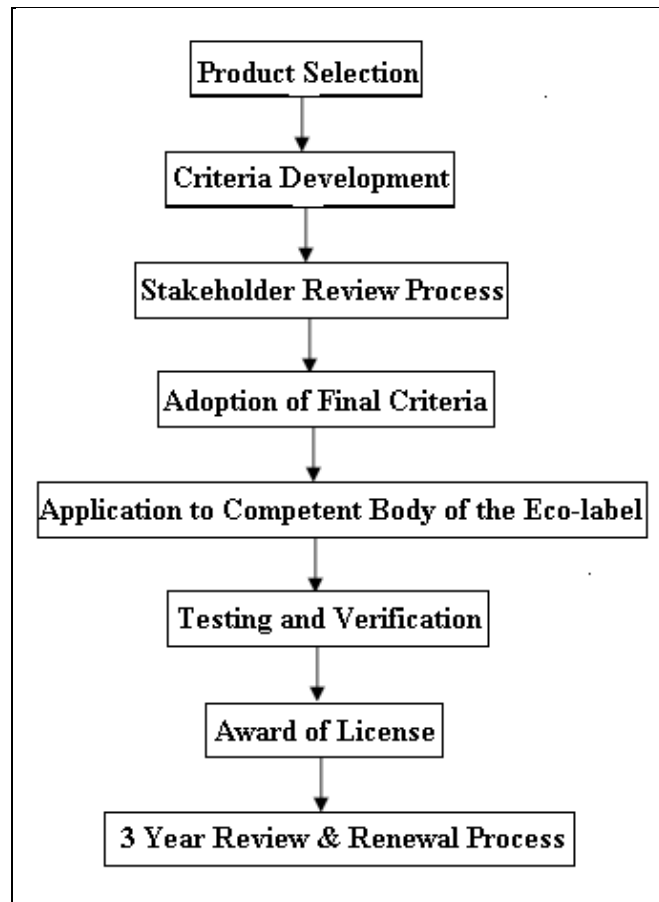 Product Selection
Criteria Development
Stakeholder Review Process
Adoption of Final Criteria
Application to Competent Body of the Eco-label
Testing and Verification
Award of License
3 Year Review & Renewal Process